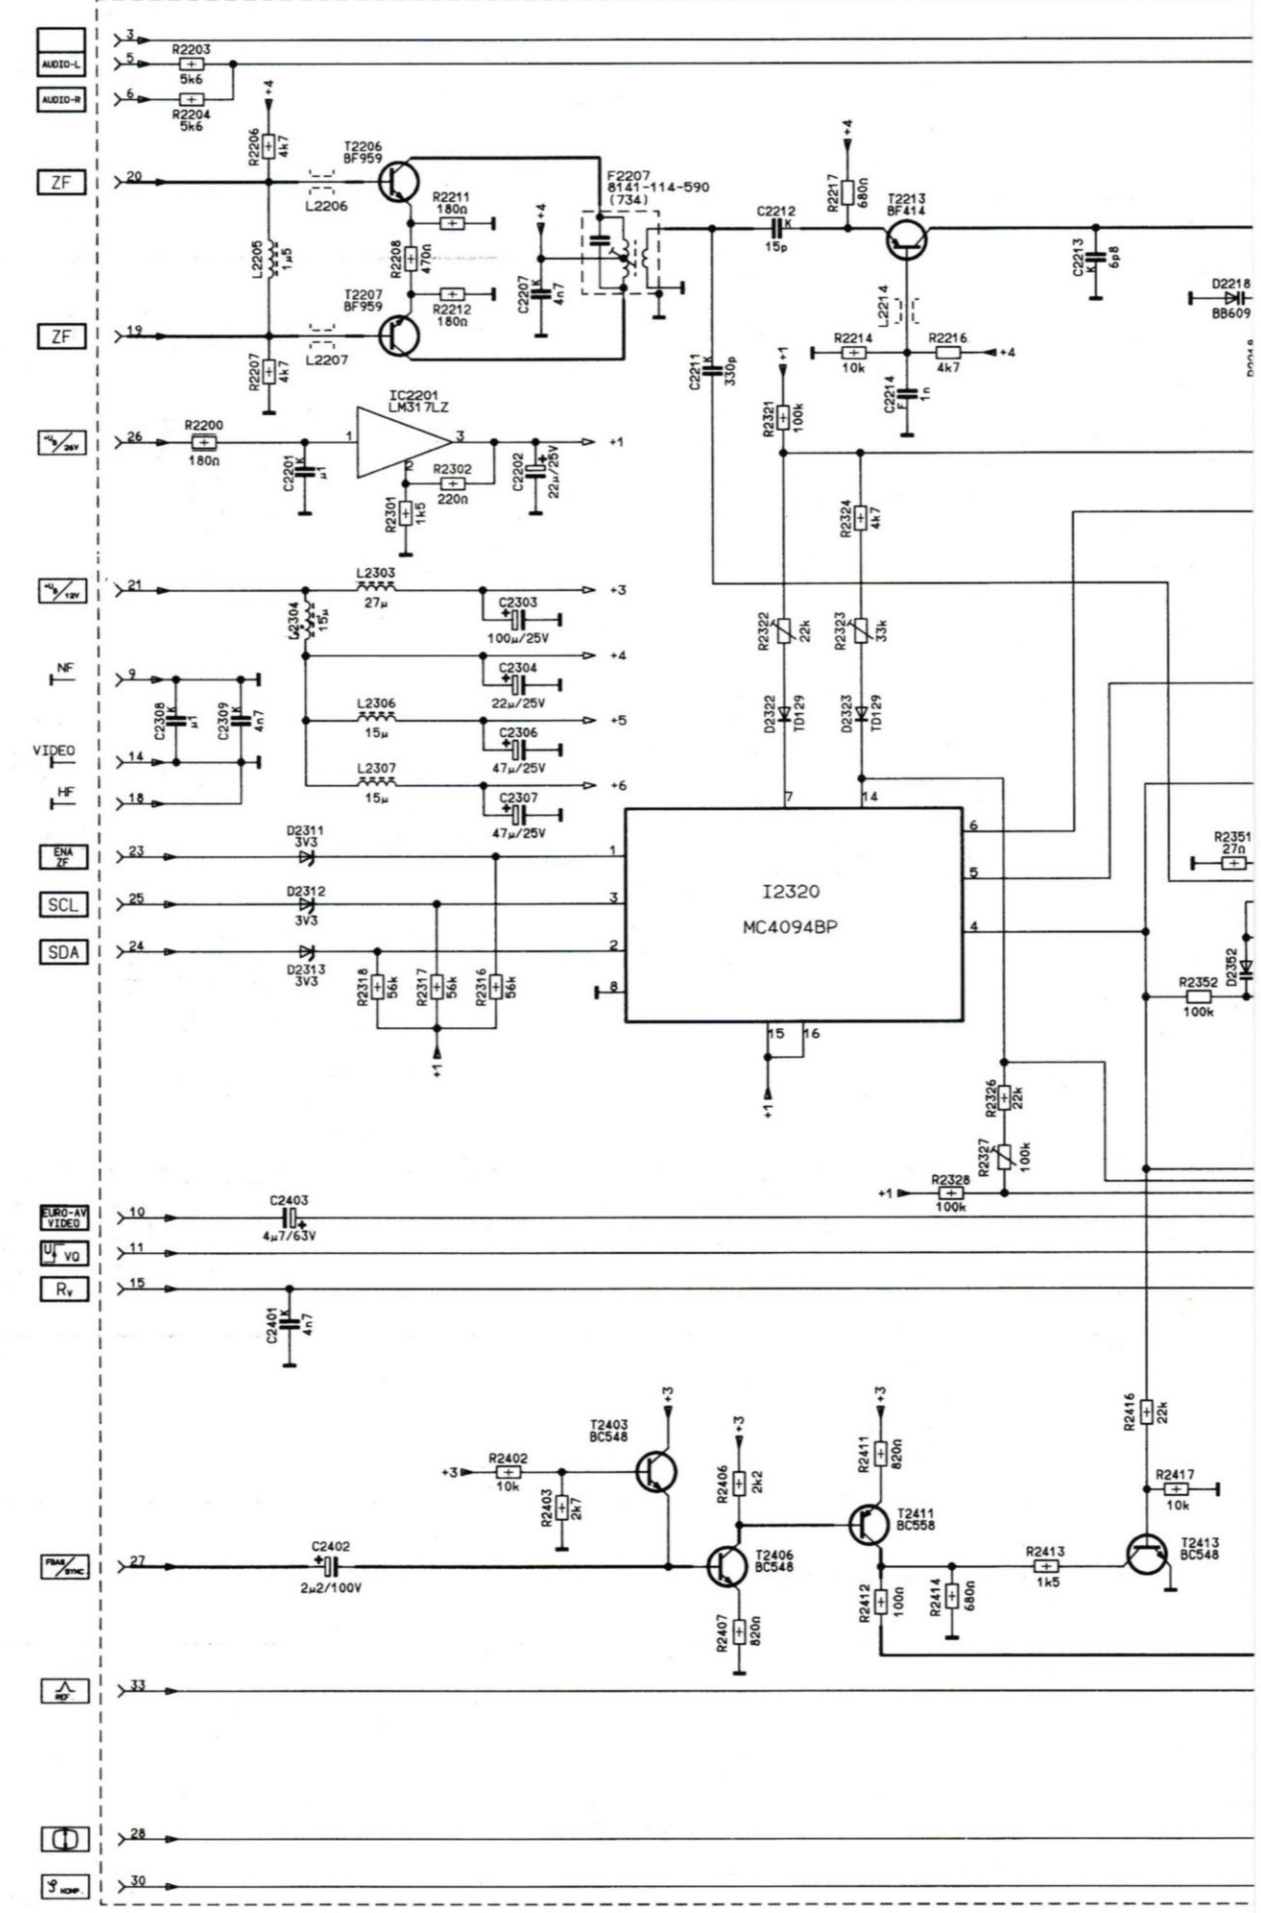 3
AUDIO-L
5
R2203
5k6
AUDIO-R
6
R2204
5k6
+4
R2206
4k7
T2206
BF959
ZF
20
L2206
R2211
180Ω
F2207
8141-114-590
(734)
+4
L2205
1µ5
R2208
470Ω
C2207
K
4n7
T2207
BF959
R2212
180Ω
ZF
19
L2207
R2207
4k7
C2212
K
15p
+4
R2217
680Ω
T2213
BF414
C2213
K
6p8
D2218
BB609
L2214
R2214
10k
R2216
4k7
+4
C2214
F
1n
C2211
K
330p
+1
R2321
100k
IC2201
LM317LZ
26
R2200
180Ω
1
3
2
+1
C2201
K
µ1
R2302
220Ω
R2301
1k5
C2202
+
22µ/25V
R2324
4k7
21
L2303
27µ
+3
L2304
15µ
C2303
+
100µ/25V
+4
C2304
+
22µ/25V
L2306
15µ
+5
C2306
+
47µ/25V
L2307
15µ
+6
C2307
+
47µ/25V
NF
9
C2308
K
µ1
C2309
K
4n7
VIDEO
14
HF
18
R2322
22k
R2323
33k
D2322
TD129
D2323
TD129
7
14
ENA
ZF
23
D2311
3V3
1
SCL
25
D2312
3V3
3
SDA
24
D2313
3V3
2
8
R2318
56k
R2317
56k
R2316
56k
+1
I2320
MC4094BP
6
5
4
15
16
+1
R2351
27Ω
D2352
R2352
100k
R2326
22k
R2327
100k
+1
R2328
100k
EURO-AV
VIDEO
10
C2403
+
4µ7/63V
U
VQ
11
Rv
15
C2401
K
4n7
R2416
22k
R2417
10k
T2403
BC548
+3
+3
R2402
10k
R2403
2k7
+3
R2406
2k2
+3
R2411
820Ω
T2411
BC558
27
C2402
+
2µ2/100V
T2406
BC548
R2407
820Ω
R2412
100Ω
R2414
680Ω
R2413
1k5
T2413
BC548
REF.
33
28
30